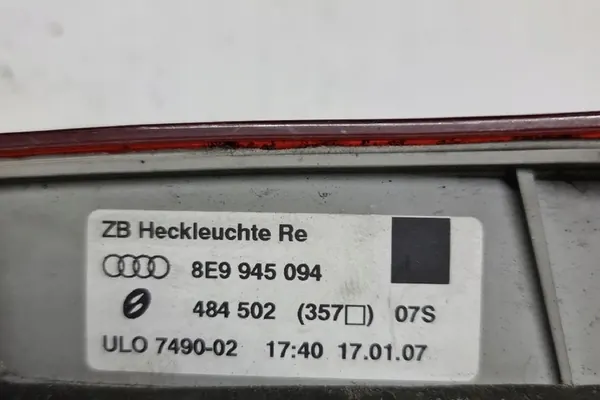 ZB Heckleuchte Re
8E9 945 094
484 502 (357□) 07S
ULO 7490-02 17:40 17.01.07